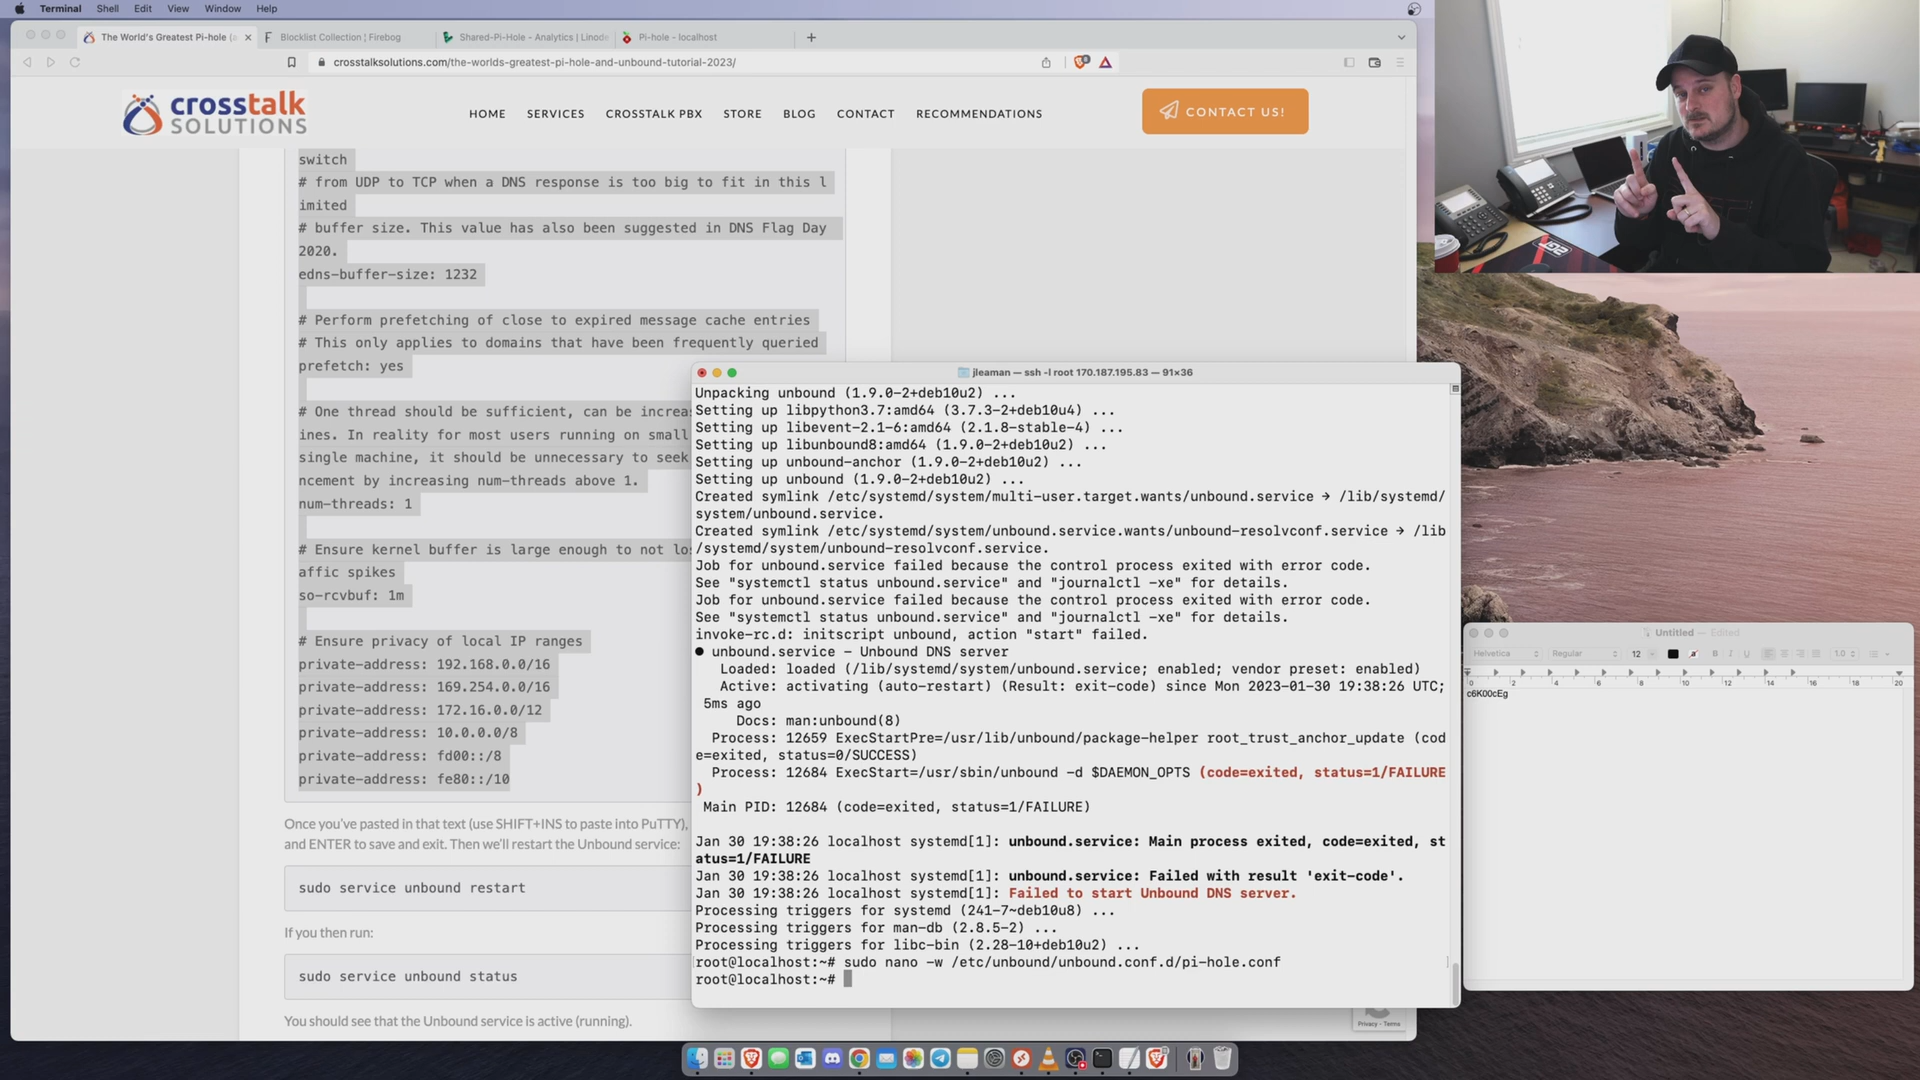 Terminal Shell Edit View Window Help
The World's Greatest Pi-hole (
Blocklist Collection | Firebog
Shared-Pi-Hole - Analytics | Linode
Pi-hole - localhost
crosstalksolutions.com/the-worlds-greatest-pi-hole-and-unbound-tutorial-2023/
crosstalk
SOLUTIONS
HOME SERVICES CROSSTALK PBX STORE BLOG CONTACT RECOMMENDATIONS
CONTACT US!
switch
# from UDP to TCP when a DNS response is too big to fit in this l
imited
# buffer size. This value has also been suggested in DNS Flag Day
2020.
edns-buffer-size: 1232
# Perform prefetching of close to expired message cache entries
# This only applies to domains that have been frequently queried
prefetch: yes
# One thread should be sufficient, can be increa
ines. In reality for most users running on small
single machine, it should be unnecessary to seek
ncement by increasing num-threads above 1.
num-threads: 1
# Ensure kernel buffer is large enough to not lo
affic spikes
so-rcvbuf: 1m
# Ensure privacy of local IP ranges
private-address: 192.168.0.0/16
private-address: 169.254.0.0/16
private-address: 172.16.0.0/12
private-address: 10.0.0.0/8
private-address: fd00::/8
private-address: fe80::/10
Once you've pasted in that text (use SHIFT+INS to paste into PuTTY),
and ENTER to save and exit. Then we'll restart the Unbound service:
sudo service unbound restart
If you then run:
sudo service unbound status
You should see that the Unbound service is active (running).
Privacy - Terms
jleaman — ssh -l root 170.187.195.83 — 91×36
Unpacking unbound (1.9.0-2+deb10u2) ...
Setting up libpython3.7:amd64 (3.7.3-2+deb10u4) ...
Setting up libevent-2.1-6:amd64 (2.1.8-stable-4) ...
Setting up libunbound8:amd64 (1.9.0-2+deb10u2) ...
Setting up unbound-anchor (1.9.0-2+deb10u2) ...
Setting up unbound (1.9.0-2+deb10u2) ...
Created symlink /etc/systemd/system/multi-user.target.wants/unbound.service → /lib/systemd/
system/unbound.service.
Created symlink /etc/systemd/system/unbound.service.wants/unbound-resolvconf.service → /lib
/systemd/system/unbound-resolvconf.service.
Job for unbound.service failed because the control process exited with error code.
See "systemctl status unbound.service" and "journalctl -xe" for details.
Job for unbound.service failed because the control process exited with error code.
See "systemctl status unbound.service" and "journalctl -xe" for details.
invoke-rc.d: initscript unbound, action "start" failed.
● unbound.service - Unbound DNS server
Loaded: loaded (/lib/systemd/system/unbound.service; enabled; vendor preset: enabled)
Active: activating (auto-restart) (Result: exit-code) since Mon 2023-01-30 19:38:26 UTC;
5ms ago
Docs: man:unbound(8)
Process: 12659 ExecStartPre=/usr/lib/unbound/package-helper root_trust_anchor_update (cod
e=exited, status=0/SUCCESS)
Process: 12684 ExecStart=/usr/sbin/unbound -d $DAEMON_OPTS (code=exited, status=1/FAILURE
)
Main PID: 12684 (code=exited, status=1/FAILURE)
Jan 30 19:38:26 localhost systemd[1]: unbound.service: Main process exited, code=exited, st
atus=1/FAILURE
Jan 30 19:38:26 localhost systemd[1]: unbound.service: Failed with result 'exit-code'.
Jan 30 19:38:26 localhost systemd[1]: Failed to start Unbound DNS server.
Processing triggers for systemd (241-7~deb10u8) ...
Processing triggers for man-db (2.8.5-2) ...
Processing triggers for libc-bin (2.28-10+deb10u2) ...
root@localhost:~# sudo nano -w /etc/unbound/unbound.conf.d/pi-hole.conf
root@localhost:~#
Untitled — Edited
Helvetica Regular 12 B I U 1.0
0 2 4 6 8 10 12 14 16 18 20
c6K00cEg